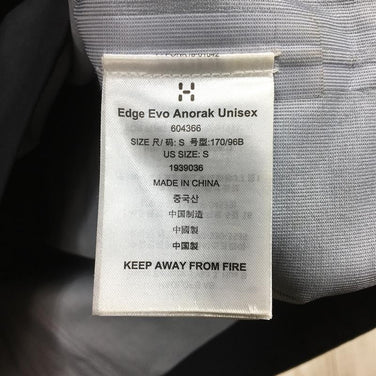 Edge Evo Anorak Unisex
604366
SIZE 尺/码: S 号型:170/96B
US SIZE: S
1939036
MADE IN CHINA
중국산
中国制造
中國製
中国製
KEEP AWAY FROM FIRE